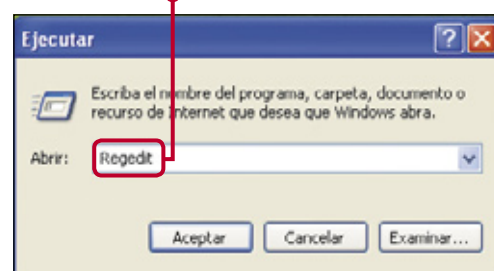 Ejecutar
Escriba el nombre del programa, carpeta, documento o
recurso de Internet que desea que Windows abra.
Abrir: Regedit
Aceptar Cancelar Examinar...